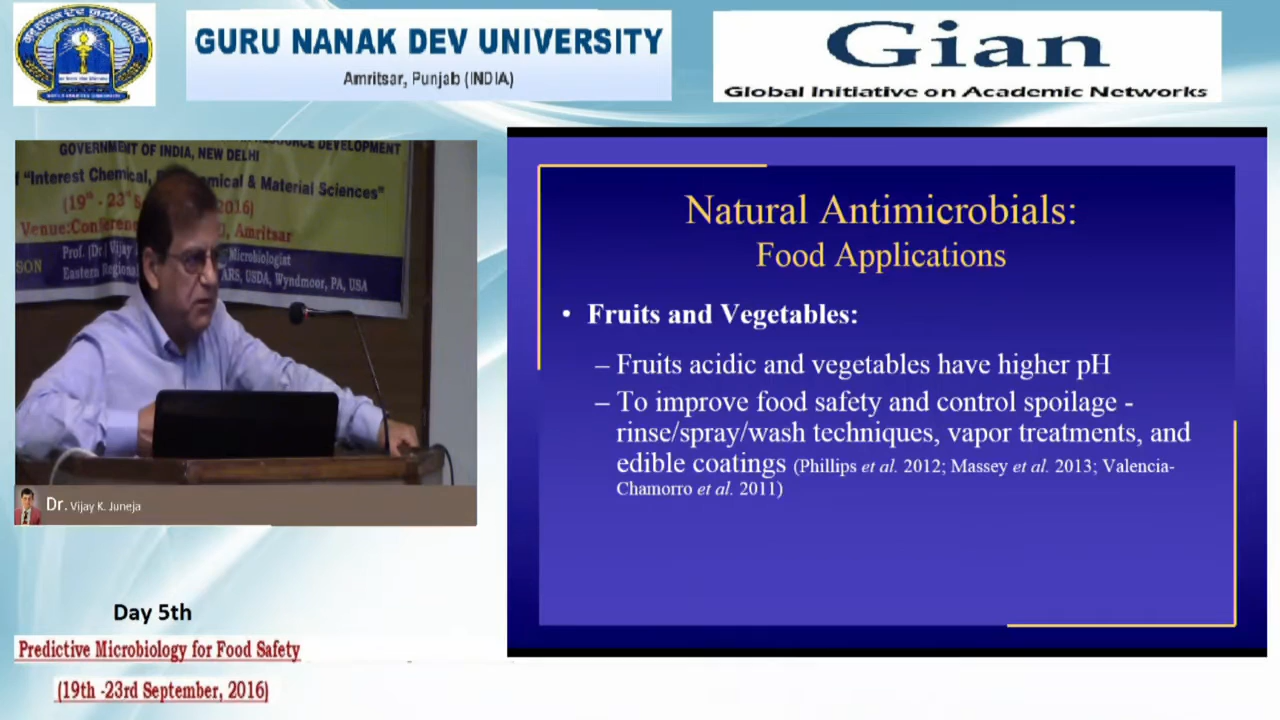 GURU NANAK DEV UNIVERSITY
Amritsar, Punjab (INDIA)
Gian
Global Initiative on Academic Networks
GOVERNMENT OF INDIA, NEW DELHI
DEVELOPMENT
"Interest Chemical,
& Material Sciences"
(19th - 23
2016)
Amritsar
Prof. (Dr) Vijay
Microbiologist
Eastern Regional
ARS, USDA, Wyndmoor, PA, USA
Dr. Vijay K. Juneja
Natural Antimicrobials:
Food Applications
• Fruits and Vegetables:
– Fruits acidic and vegetables have higher pH
– To improve food safety and control spoilage -
rinse/spray/wash techniques, vapor treatments, and
edible coatings (Phillips et al. 2012; Massey et al. 2013; Valencia-
Chamorro et al. 2011)
Day 5th
Predictive Microbiology for Food Safety
(19th -23rd September, 2016)